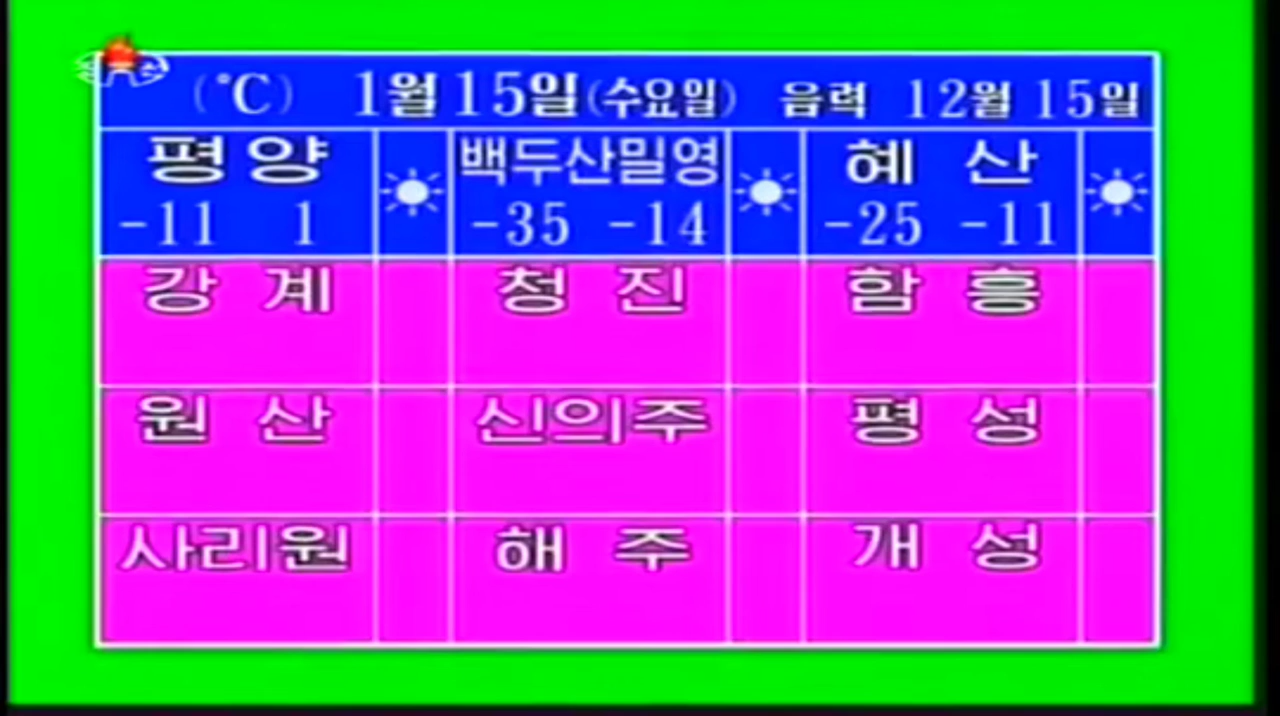 (℃) 1월 15일(수요일) 음력 12월 15일
평양 백두산밀영 혜산
-11 1 -35 -14 -25 -11
강계 청진 함흥
원산 신의주 평성
사리원 해주 개성